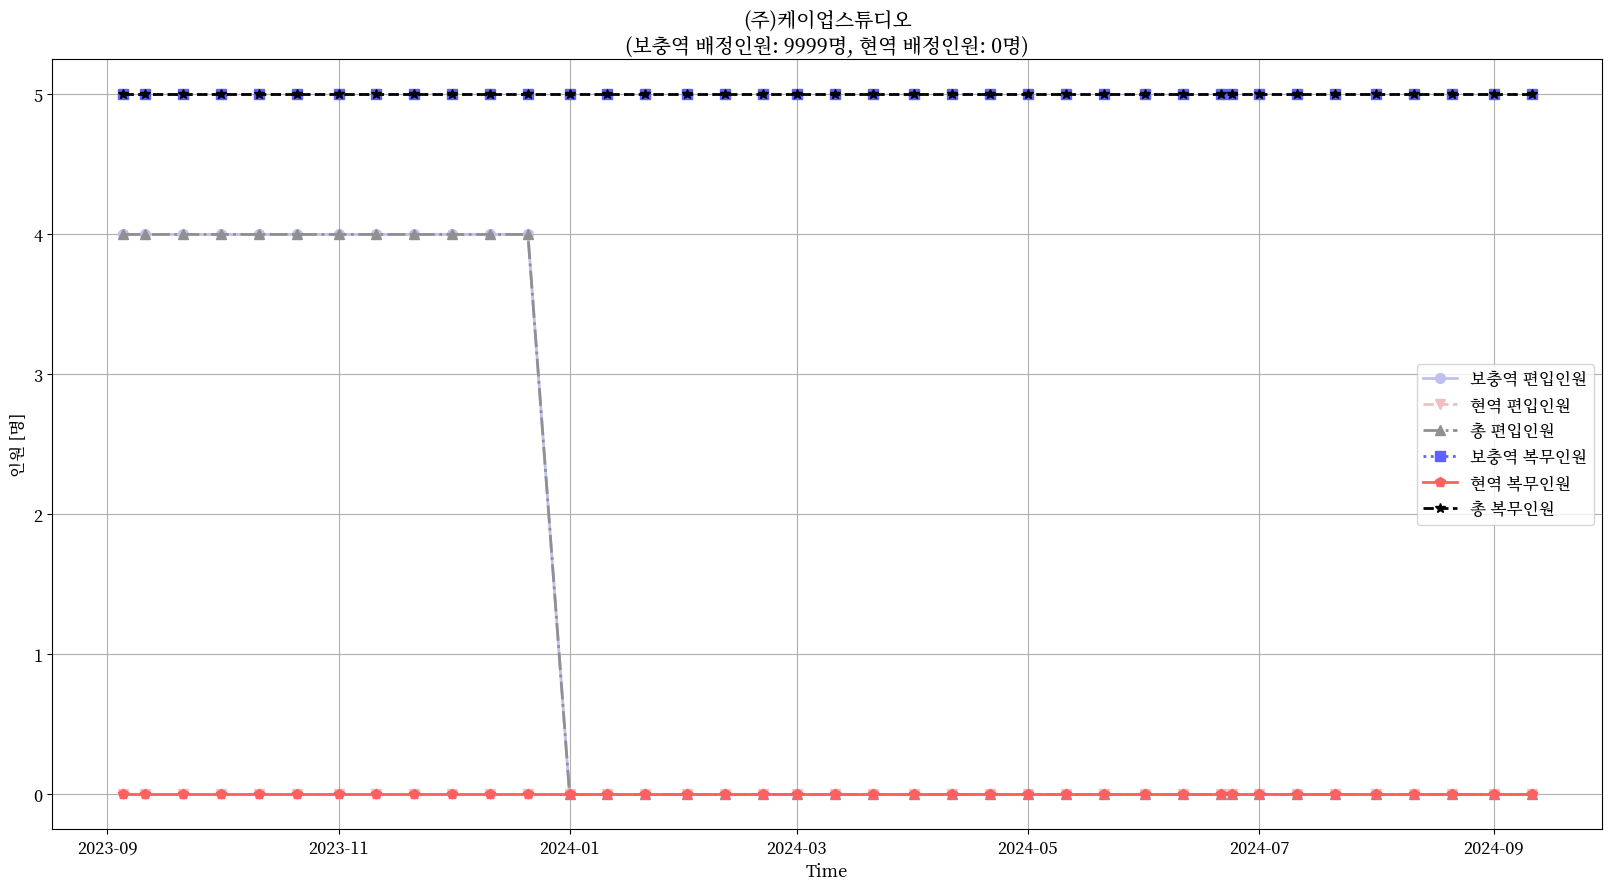 (주)케이업스튜디오
(보충역 배정인원: 9999명, 현역 배정인원: 0명)
인원 [명]
5
4
3
2
1
0
보충역 편입인원
현역 편입인원
총 편입인원
보충역 복무인원
현역 복무인원
총 복무인원
2023-09
2023-11
2024-01
2024-03
2024-05
2024-07
2024-09
Time